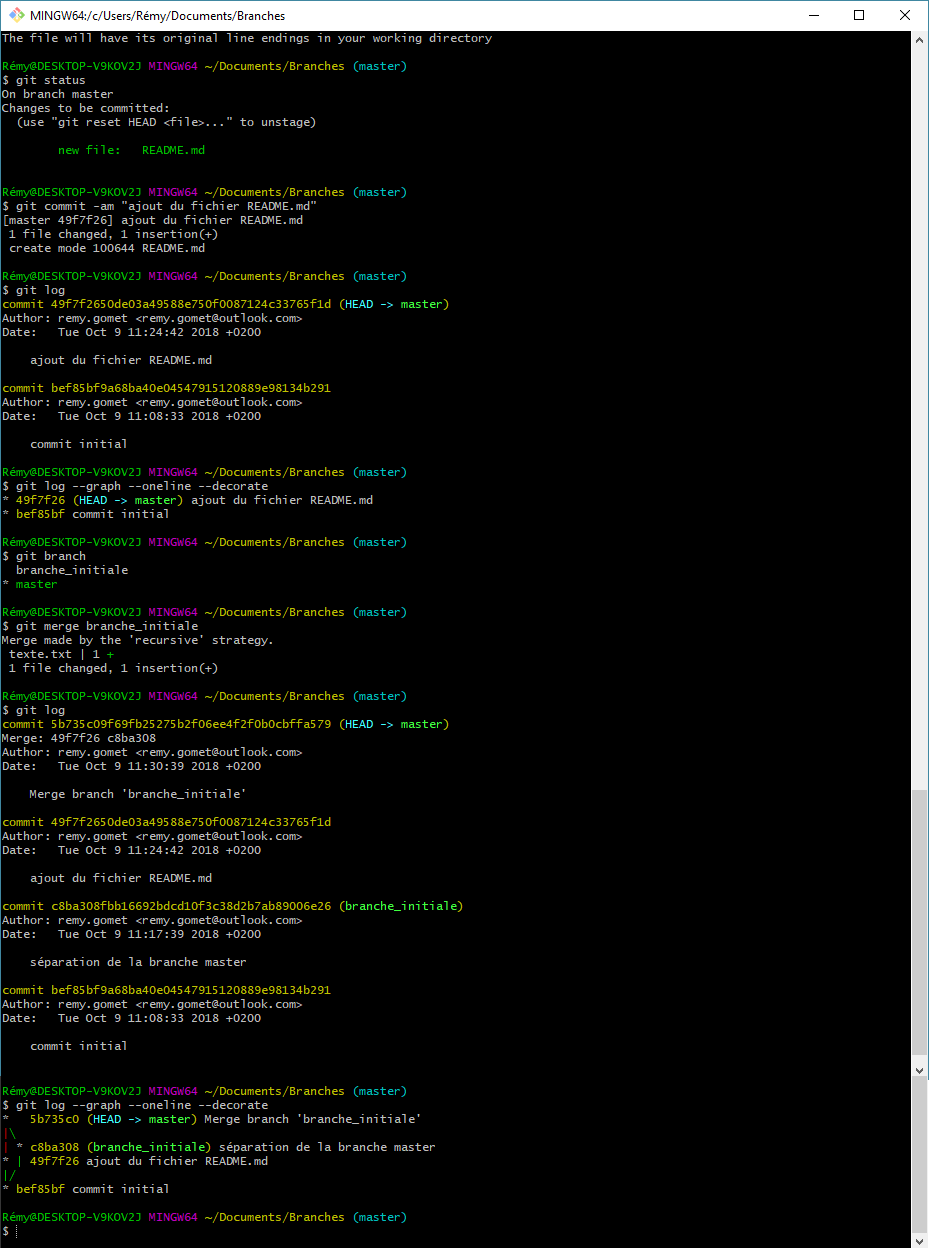 MINGW64:/c/Users/Rémy/Documents/Branches
The file will have its original line endings in your working directory
Rémy@DESKTOP-V9KOV2J MINGW64 ~/Documents/Branches (master)
$ git status
On branch master
Changes to be committed:
  (use "git reset HEAD <file>..." to unstage)
        new file:   README.md
Rémy@DESKTOP-V9KOV2J MINGW64 ~/Documents/Branches (master)
$ git commit -am "ajout du fichier README.md"
[master 49f7f26] ajout du fichier README.md
 1 file changed, 1 insertion(+)
 create mode 100644 README.md
Rémy@DESKTOP-V9KOV2J MINGW64 ~/Documents/Branches (master)
$ git log
commit 49f7f2650de03a49588e750f0087124c33765f1d (HEAD -> master)
Author: remy.gomet <remy.gomet@outlook.com>
Date:   Tue Oct 9 11:24:42 2018 +0200
    ajout du fichier README.md
commit bef85bf9a68ba40e04547915120889e98134b291
Author: remy.gomet <remy.gomet@outlook.com>
Date:   Tue Oct 9 11:08:33 2018 +0200
    commit initial
Rémy@DESKTOP-V9KOV2J MINGW64 ~/Documents/Branches (master)
$ git log --graph --oneline --decorate
* 49f7f26 (HEAD -> master) ajout du fichier README.md
* bef85bf commit initial
Rémy@DESKTOP-V9KOV2J MINGW64 ~/Documents/Branches (master)
$ git branch
  branche_initiale
* master
Rémy@DESKTOP-V9KOV2J MINGW64 ~/Documents/Branches (master)
$ git merge branche_initiale
Merge made by the 'recursive' strategy.
 texte.txt | 1 +
 1 file changed, 1 insertion(+)
Rémy@DESKTOP-V9KOV2J MINGW64 ~/Documents/Branches (master)
$ git log
commit 5b735c09f69fb25275b2f06ee4f2f0b0cbffa579 (HEAD -> master)
Merge: 49f7f26 c8ba308
Author: remy.gomet <remy.gomet@outlook.com>
Date:   Tue Oct 9 11:30:39 2018 +0200
    Merge branch 'branche_initiale'
commit 49f7f2650de03a49588e750f0087124c33765f1d
Author: remy.gomet <remy.gomet@outlook.com>
Date:   Tue Oct 9 11:24:42 2018 +0200
    ajout du fichier README.md
commit c8ba308fbb16692bdcd10f3c38d2b7ab89006e26 (branche_initiale)
Author: remy.gomet <remy.gomet@outlook.com>
Date:   Tue Oct 9 11:17:39 2018 +0200
    séparation de la branche master
commit bef85bf9a68ba40e04547915120889e98134b291
Author: remy.gomet <remy.gomet@outlook.com>
Date:   Tue Oct 9 11:08:33 2018 +0200
    commit initial
Rémy@DESKTOP-V9KOV2J MINGW64 ~/Documents/Branches (master)
$ git log --graph --oneline --decorate
*   5b735c0 (HEAD -> master) Merge branch 'branche_initiale'
|\
| * c8ba308 (branche_initiale) séparation de la branche master
* | 49f7f26 ajout du fichier README.md
|/
* bef85bf commit initial
Rémy@DESKTOP-V9KOV2J MINGW64 ~/Documents/Branches (master)
$